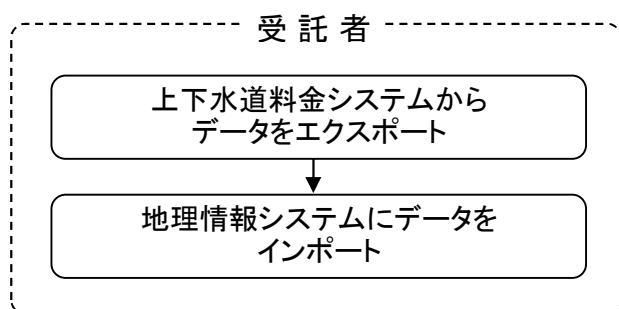 受託者
上下水道料金システムから
データをエクスポート
地理情報システムにデータを
インポート